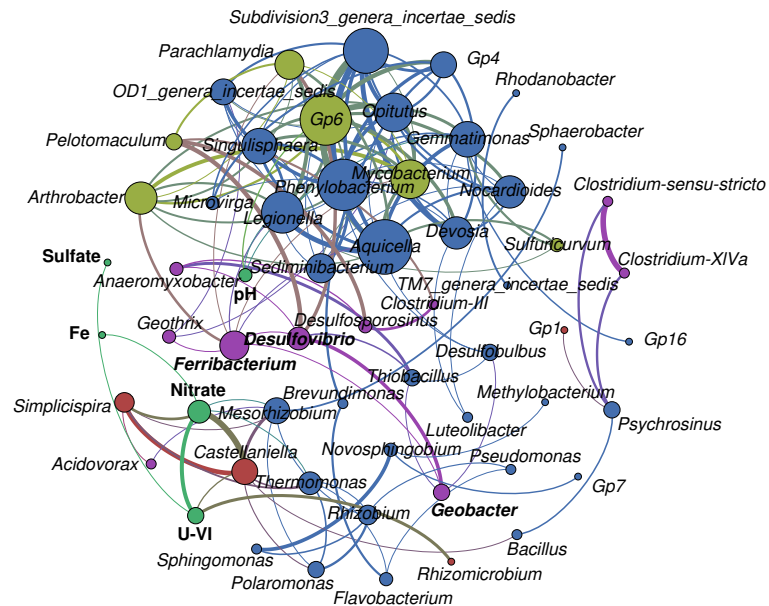 Subdivision3_genera_incertae_sedis
Parachlamydia
Gp4
OD1_genera_incertae_sedis
Rhodanobacter
Opitutus
Gp6
Gemmatimonas
Sphaerobacter
Pelotomaculum
Singulisphaera
Mycobacterium
Phenylobacterium
Clostridium-sensu-stricto
Nocardioides
Arthrobacter
Microvirga
Legionella
Devosia
Sulfuricurvum
Aquicella
Sulfate
Clostridium-XIVa
Sediminibacterium
Anaeromyxobacter
TM7_genera_incertae_sedis
pH
Clostridium-III
Geothrix
Desulfosporosinus
Fe
Gp1
Desulfovibrio
Gp16
Desulfobulbus
Ferribacterium
Thiobacillus
Nitrate
Brevundimonas
Methylobacterium
Simplicispira
Mesorhizobium
Luteolibacter
Psychrosinus
Castellaniella
Novosphingobium
Pseudomonas
Acidovorax
Thermomonas
Gp7
Geobacter
Rhizobium
U-VI
Bacillus
Sphingomonas
Rhizomicrobium
Polaromonas
Flavobacterium